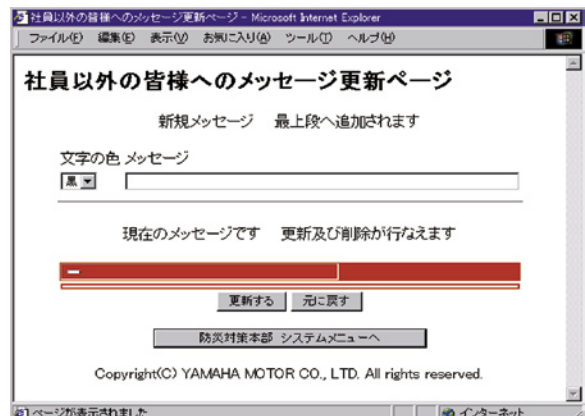 社員以外の皆様へのメッセージ更新ページ - Microsoft Internet Explorer
ファイル(F) 編集(E) 表示(V) お気に入り(A) ツール(T) ヘルプ(H)
社員以外の皆様へのメッセージ更新ページ
新規メッセージ 最上段へ追加されます
文字の色 メッセージ
黒
現在のメッセージです 更新及び削除が行なえます
更新する 元に戻す
防災対策本部 システムメニューへ
Copyright(C) YAMAHA MOTOR CO., LTD. All rights reserved.
ページが表示されました インターネット